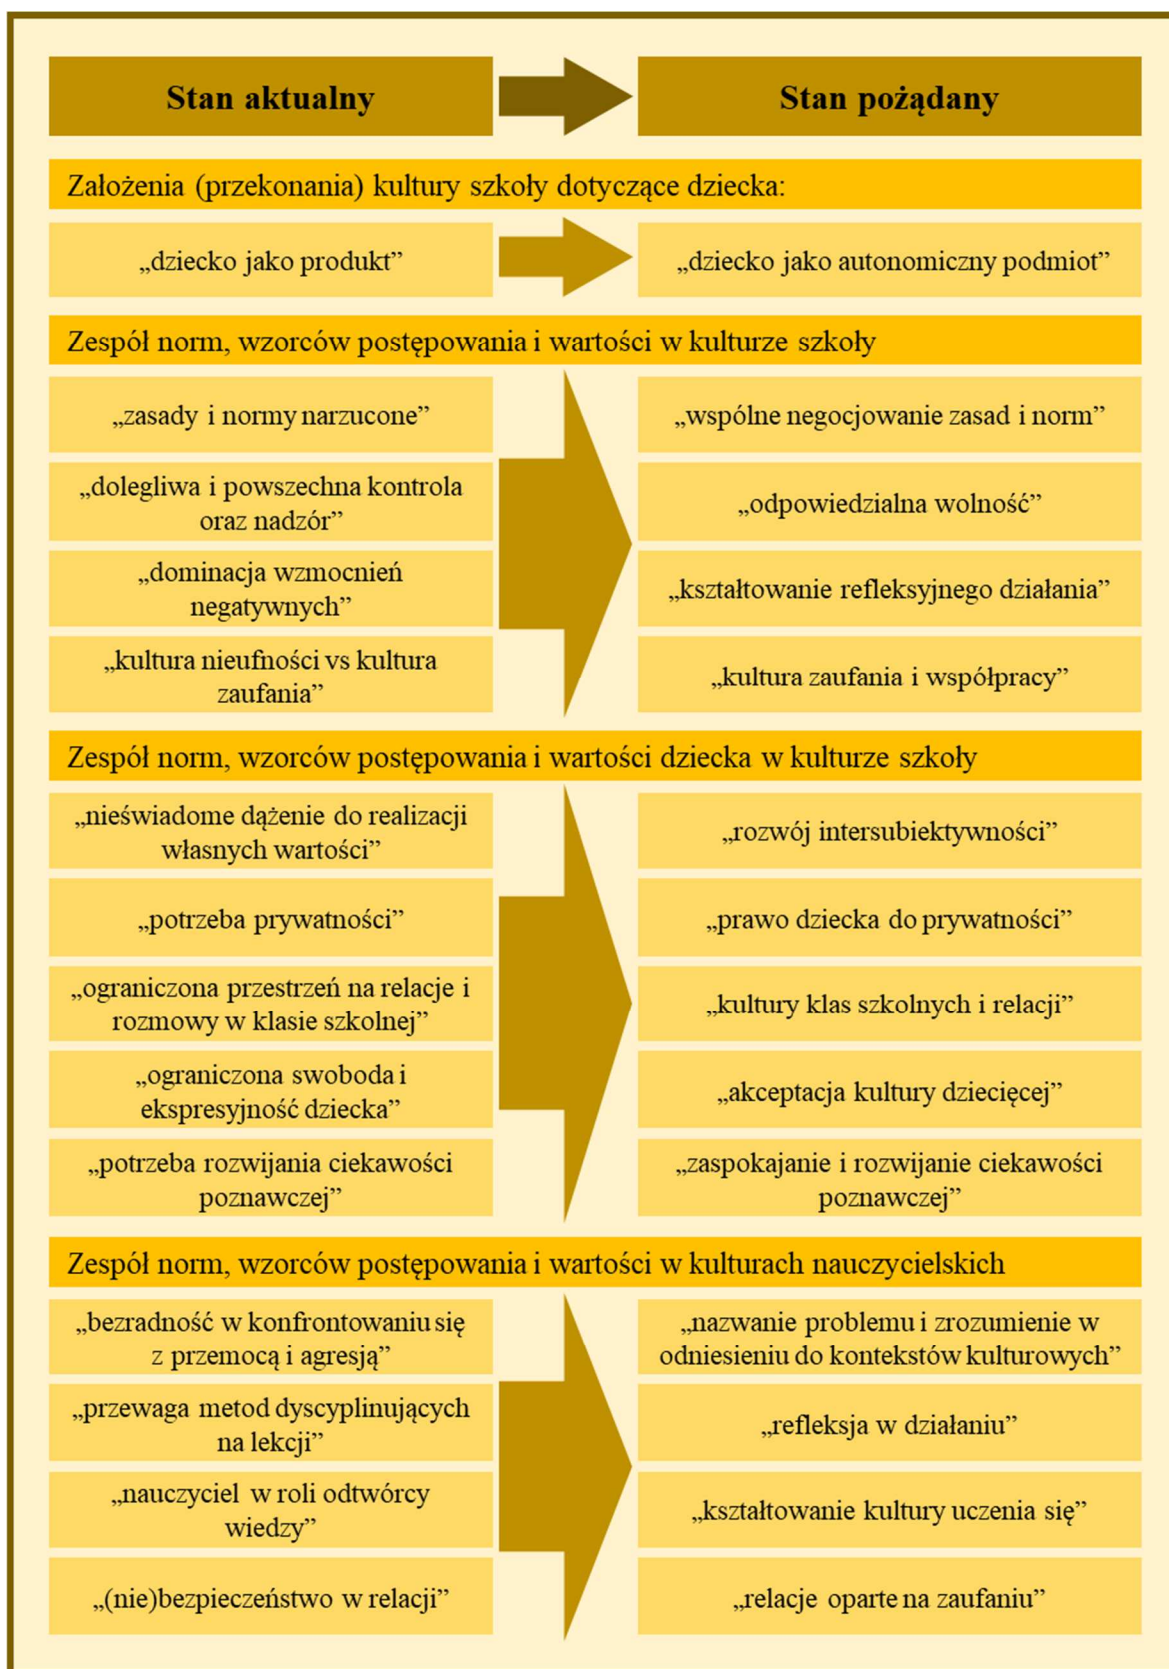 Stan aktualny
Stan pożądany
Założenia (przekonania) kultury szkoły dotyczące dziecka:
„dziecko jako produkt”
„dziecko jako autonomiczny podmiot”
Zespół norm, wzorców postępowania i wartości w kulturze szkoły
„zasady i normy narzucone”
„wspólne negocjowanie zasad i norm”
„dolegliwa i powszechna kontrola
oraz nadzór”
„odpowiedzialna wolność”
„dominacja wzmocnień
negatywnych”
„kształtowanie refleksyjnego działania”
„kultura nieufności vs kultura
zaufania”
„kultura zaufania i współpracy”
Zespół norm, wzorców postępowania i wartości dziecka w kulturze szkoły
„nieświadome dążenie do realizacji
własnych wartości”
„rozwój intersubiektywności”
„potrzeba prywatności”
„prawo dziecka do prywatności”
„ograniczona przestrzeń na relacje i
rozmowy w klasie szkolnej”
„kultury klas szkolnych i relacji”
„ograniczona swoboda i
ekspresyjność dziecka”
„akceptacja kultury dziecięcej”
„potrzeba rozwijania ciekawości
poznawczej”
„zaspokajanie i rozwijanie ciekawości
poznawczej”
Zespół norm, wzorców postępowania i wartości w kulturach nauczycielskich
„bezradność w konfrontowaniu się
z przemocą i agresją”
„nazwanie problemu i zrozumienie w
odniesieniu do kontekstów kulturowych”
„przewaga metod dyscyplinujących
na lekcji”
„refleksja w działaniu”
„nauczyciel w roli odtwórcy
wiedzy”
„kształtowanie kultury uczenia się”
„(nie)bezpieczeństwo w relacji”
„relacje oparte na zaufaniu”